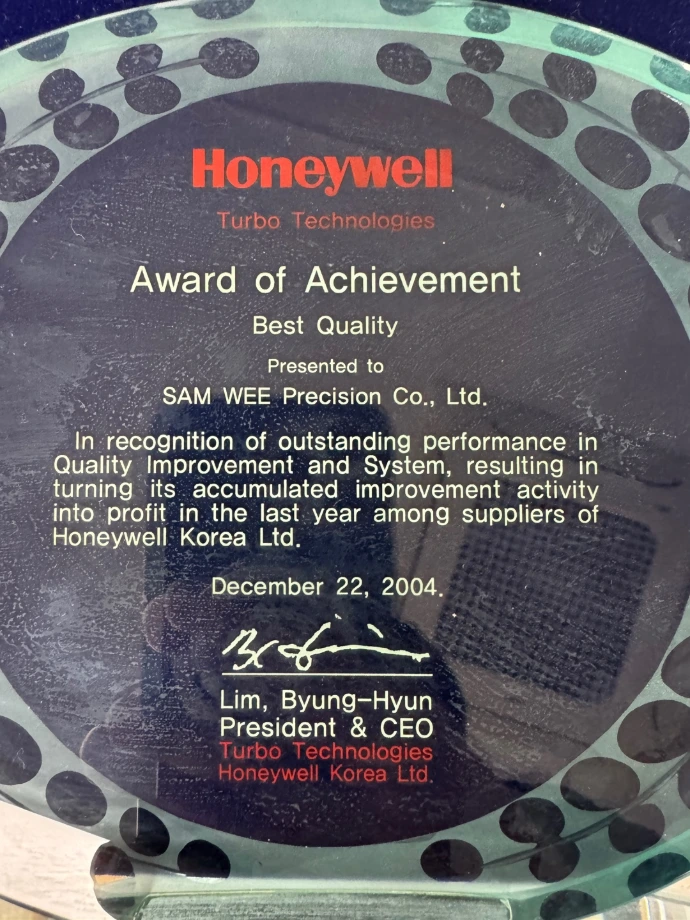 Honeywell
Turbo Technologies
Award of Achievement
Best Quality
Presented to
SAM WEE Precision Co., Ltd.
In recognition of outstanding performance in
Quality Improvement and System, resulting in
turning its accumulated improvement activity
into profit in the last year among suppliers of
Honeywell Korea Ltd.
December 22, 2004.
Lim, Byung-Hyun
President & CEO
Turbo Technologies
Honeywell Korea Ltd.